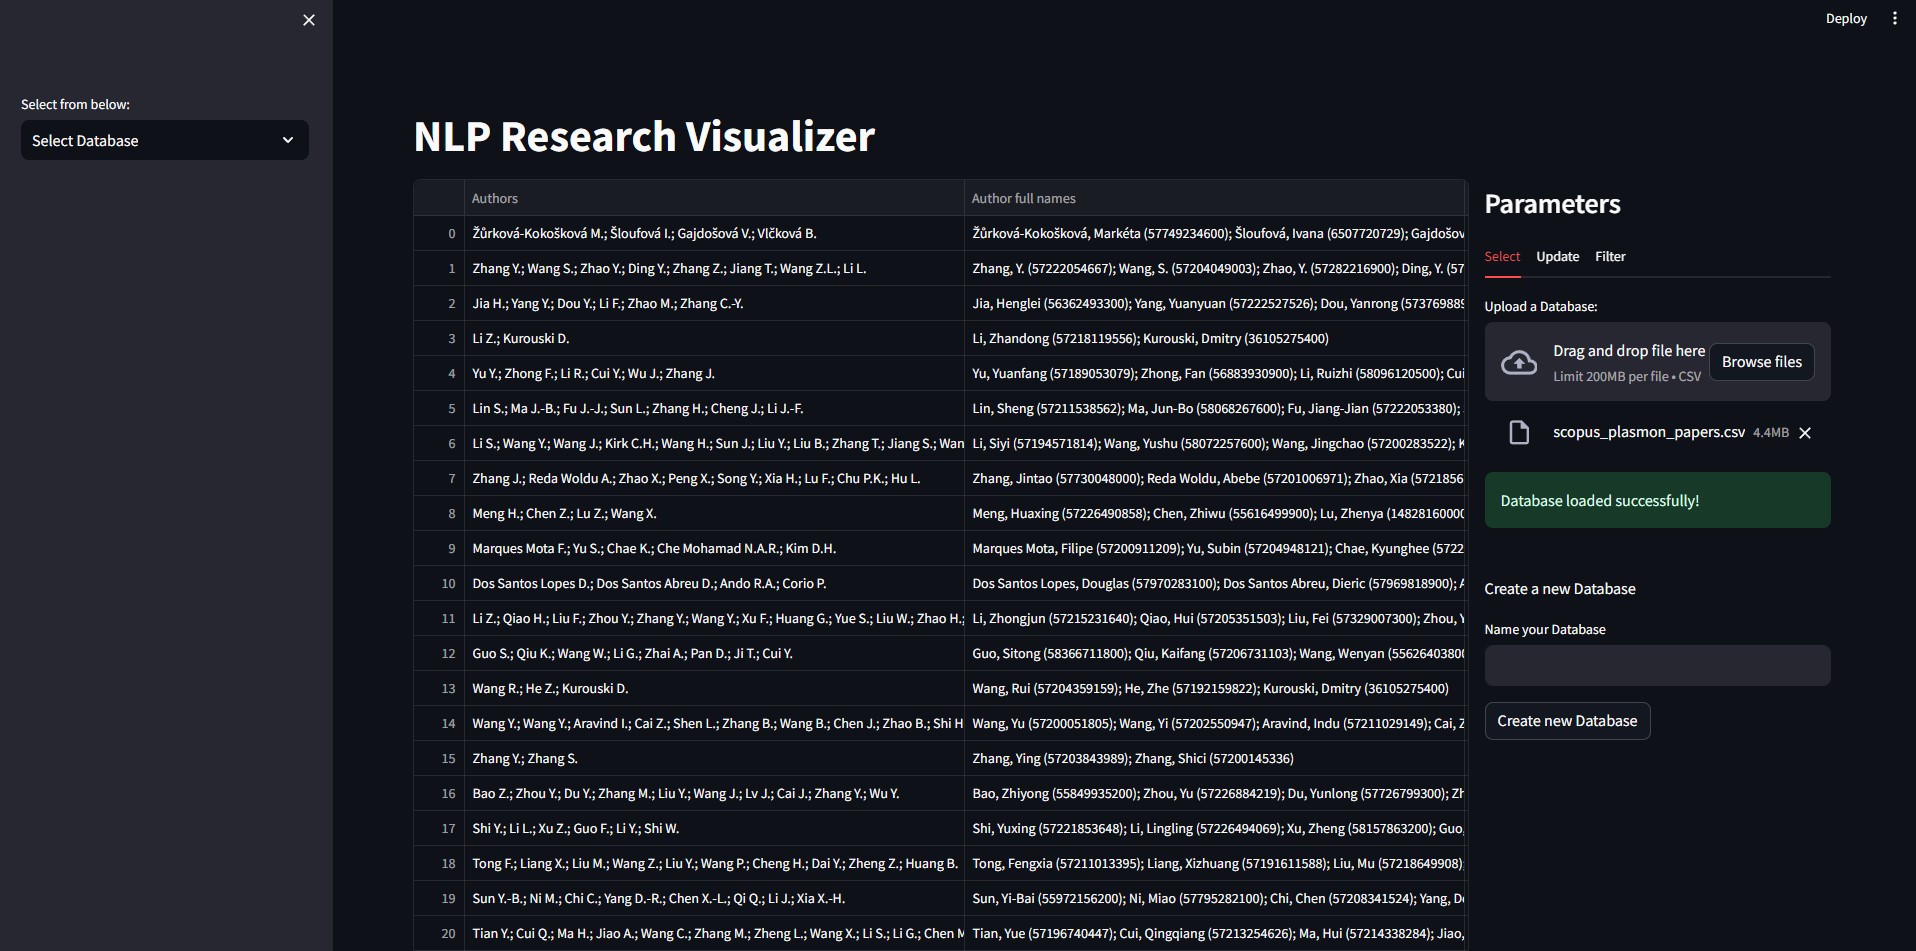 Deploy
Select from below:
Select Database
NLP Research Visualizer
Authors Author full names
0 Žůrková-Kokošková M.; Šloufová I.; Gajdošová V.; Vlčková B. Žůrková-Kokošková, Markéta (57749234600); Šloufová, Ivana (6507720729); Gajdošov
1 Zhang Y.; Wang S.; Zhao Y.; Ding Y.; Zhang Z.; Jiang T.; Wang Z.L.; Li L. Zhang, Y. (57222054667); Wang, S. (57204049003); Zhao, Y. (57282216900); Ding, Y. (57
2 Jia H.; Yang Y.; Dou Y.; Li F.; Zhao M.; Zhang C.-Y. Jia, Henglei (56362493300); Yang, Yuanyuan (57222527526); Dou, Yanrong (573769889
3 Li Z.; Kurouski D. Li, Zhandong (57218119556); Kurouski, Dmitry (36105275400)
4 Yu Y.; Zhong F.; Li R.; Cui Y.; Wu J.; Zhang J. Yu, Yuanfang (57189053079); Zhong, Fan (56883930900); Li, Ruizhi (58096120500); Cui
5 Lin S.; Ma J.-B.; Fu J.-J.; Sun L.; Zhang H.; Cheng J.; Li J.-F. Lin, Sheng (57211538562); Ma, Jun-Bo (58068267600); Fu, Jiang-Jian (57222053380);
6 Li S.; Wang Y.; Wang J.; Kirk C.H.; Wang H.; Sun J.; Liu Y.; Liu B.; Zhang T.; Jiang S.; Wan Li, Siyi (57194571814); Wang, Yushu (58072257600); Wang, Jingchao (57200283522); K
7 Zhang J.; Reda Woldu A.; Zhao X.; Peng X.; Song Y.; Xia H.; Lu F.; Chu P.K.; Hu L. Zhang, Jintao (57730048000); Reda Woldu, Abebe (57201006971); Zhao, Xia (5721856
8 Meng H.; Chen Z.; Lu Z.; Wang X. Meng, Huaxing (57226490858); Chen, Zhiwu (55616499900); Lu, Zhenya (14828160000
9 Marques Mota F.; Yu S.; Chae K.; Che Mohamad N.A.R.; Kim D.H. Marques Mota, Filipe (57200911209); Yu, Subin (57204948121); Chae, Kyunghee (5722
10 Dos Santos Lopes D.; Dos Santos Abreu D.; Ando R.A.; Corio P. Dos Santos Lopes, Douglas (57970283100); Dos Santos Abreu, Dieric (57969818900); A
11 Li Z.; Qiao H.; Liu F.; Zhou Y.; Zhang Y.; Wang Y.; Xu F.; Huang G.; Yue S.; Liu W.; Zhao H.; Li, Zhongjun (57215231640); Qiao, Hui (57205351503); Liu, Fei (57329007300); Zhou, Y
12 Guo S.; Qiu K.; Wang W.; Li G.; Zhai A.; Pan D.; Ji T.; Cui Y. Guo, Sitong (58366711800); Qiu, Kaifang (57206731103); Wang, Wenyan (55626403800
13 Wang R.; He Z.; Kurouski D. Wang, Rui (57204359159); He, Zhe (57192159822); Kurouski, Dmitry (36105275400)
14 Wang Y.; Wang Y.; Aravind I.; Cai Z.; Shen L.; Zhang B.; Wang B.; Chen J.; Zhao B.; Shi H Wang, Yu (57200051805); Wang, Yi (57202550947); Aravind, Indu (57211029149); Cai, Z
15 Zhang Y.; Zhang S. Zhang, Ying (57203843989); Zhang, Shici (57200145336)
16 Bao Z.; Zhou Y.; Du Y.; Zhang M.; Liu Y.; Wang J.; Lv J.; Cai J.; Zhang Y.; Wu Y. Bao, Zhiyong (55849935200); Zhou, Yu (57226884219); Du, Yunlong (57726799300); Zh
17 Shi Y.; Li L.; Xu Z.; Guo F.; Li Y.; Shi W. Shi, Yuxing (57221853648); Li, Lingling (57226494069); Xu, Zheng (58157863200); Guo,
18 Tong F.; Liang X.; Liu M.; Wang Z.; Liu Y.; Wang P.; Cheng H.; Dai Y.; Zheng Z.; Huang B. Tong, Fengxia (57211013395); Liang, Xizhuang (57191611588); Liu, Mu (57218649908);
19 Sun Y.-B.; Ni M.; Chi C.; Yang D.-R.; Chen X.-L.; Qi Q.; Li J.; Xia X.-H. Sun, Yi-Bai (55972156200); Ni, Miao (57795282100); Chi, Chen (57208341524); Yang, De
20 Tian Y.; Cui Q.; Ma H.; Jiao A.; Wang C.; Zhang M.; Zheng L.; Wang X.; Li S.; Li G.; Chen M Tian, Yue (57196740447); Cui, Qingqiang (57213254626); Ma, Hui (57214338284); Jiao,
Parameters
Select Update Filter
Upload a Database:
Drag and drop file here
Limit 200MB per file • CSV
Browse files
scopus_plasmon_papers.csv 4.4MB
Database loaded successfully!
Create a new Database
Name your Database
Create new Database